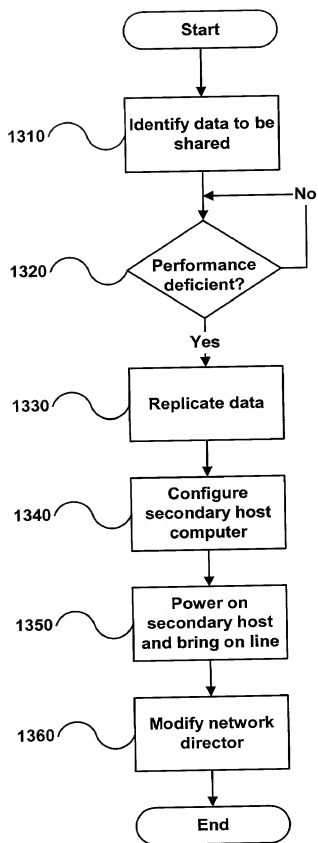 Start
1310
Identify data to be
shared
No
1320
Performance
deficient?
Yes
1330
Replicate data
1340
Configure
secondary host
computer
1350
Power on
secondary host
and bring on line
1360
Modify network
director
End